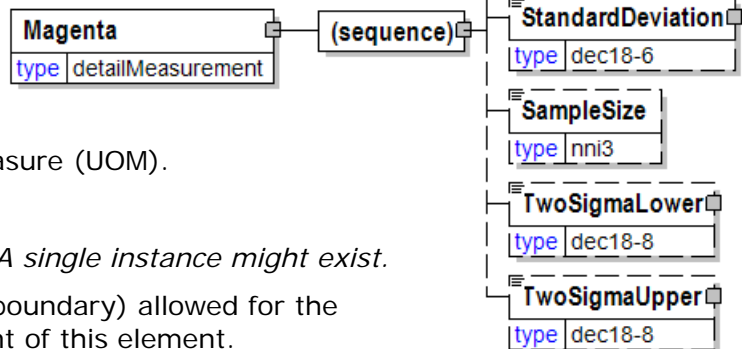 StandardDeviation
type dec18-6
Magenta
type detailMeasurement
(sequence)
SampleSize
type nni3
TwoSigmaLower
type dec18-8
TwoSigmaUpper
type dec18-8
asure (UOM).
A single instance might exist.
boundary) allowed for the
nt of this element.